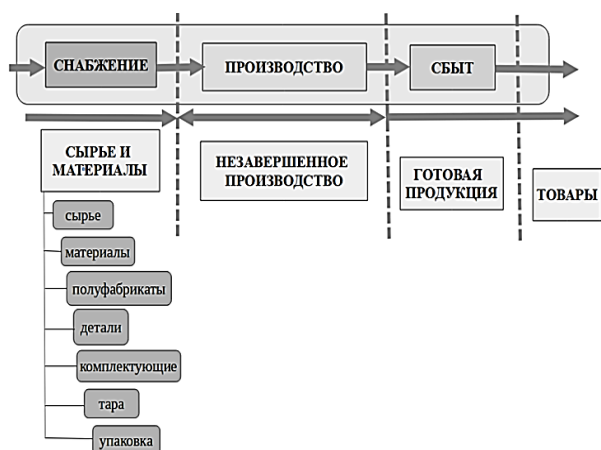 СНАБЖЕНИЕ
ПРОИЗВОДСТВО
СБЫТ
СЫРЬЕ И
МАТЕРИАЛЫ
НЕЗАВЕРШЕННОЕ
ПРОИЗВОДСТВО
ГОТОВАЯ
ПРОДУКЦИЯ
ТОВАРЫ
сырье
материалы
полуфабрикаты
детали
комплектующие
тара
упаковка